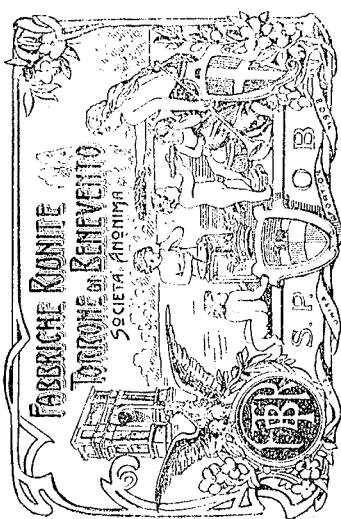 FABBRICHE RIUNITE
TORRONE DI BENEVENTO
SOCIETÀ ANONIMA
S. P. Q. B